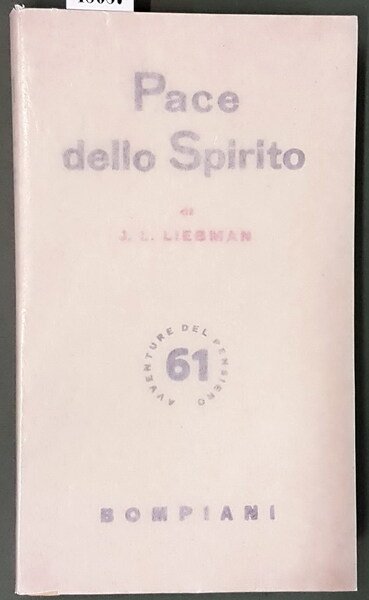 Pace
dello Spirito
di
J. L. LIEBMAN
AVVENTURE DEL PENSIERO
61
BOMPIANI